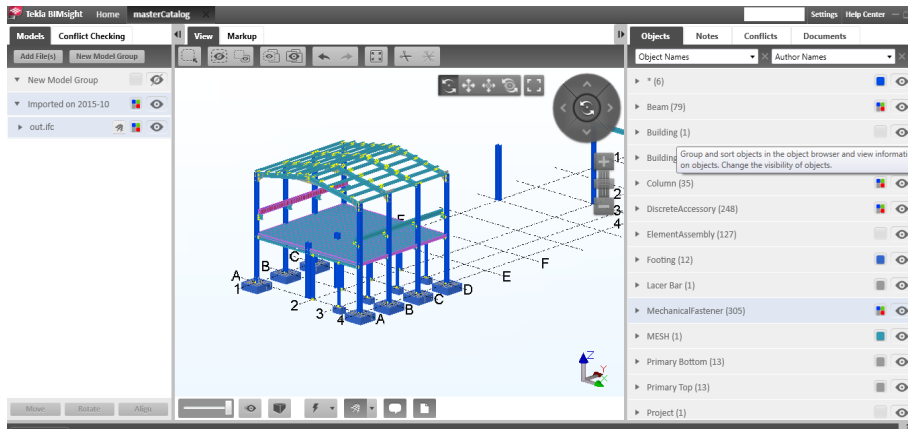 Tekla BIMsight Home masterCatalog
Settings Help Center
Models Conflict Checking
View Markup
Objects Notes Conflicts Documents
Add File(s) New Model Group
Object Names Author Names
New Model Group
Imported on 2015-10
out.ifc
* (6)
Beam (79)
Building (1)
Building
Group and sort objects in the object browser and view informati
on objects. Change the visibility of objects.
Column (35)
DiscreteAccessory (248)
ElementAssembly (127)
Footing (12)
Lacer Bar (1)
MechanicalFastener (305)
MESH (1)
Primary Bottom (13)
Primary Top (13)
Project (1)
1
2
3
4
E
F
E
D
C
B
A
A
B
C
1
2
3
4
Z
Y
X
Move Rotate Align